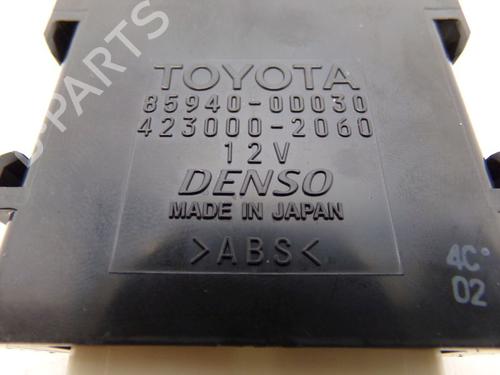 TOYOTA
85940-0D030
423000-2060
12V
DENSO
MADE IN JAPAN
>ABS<
4C°
02
PARTS